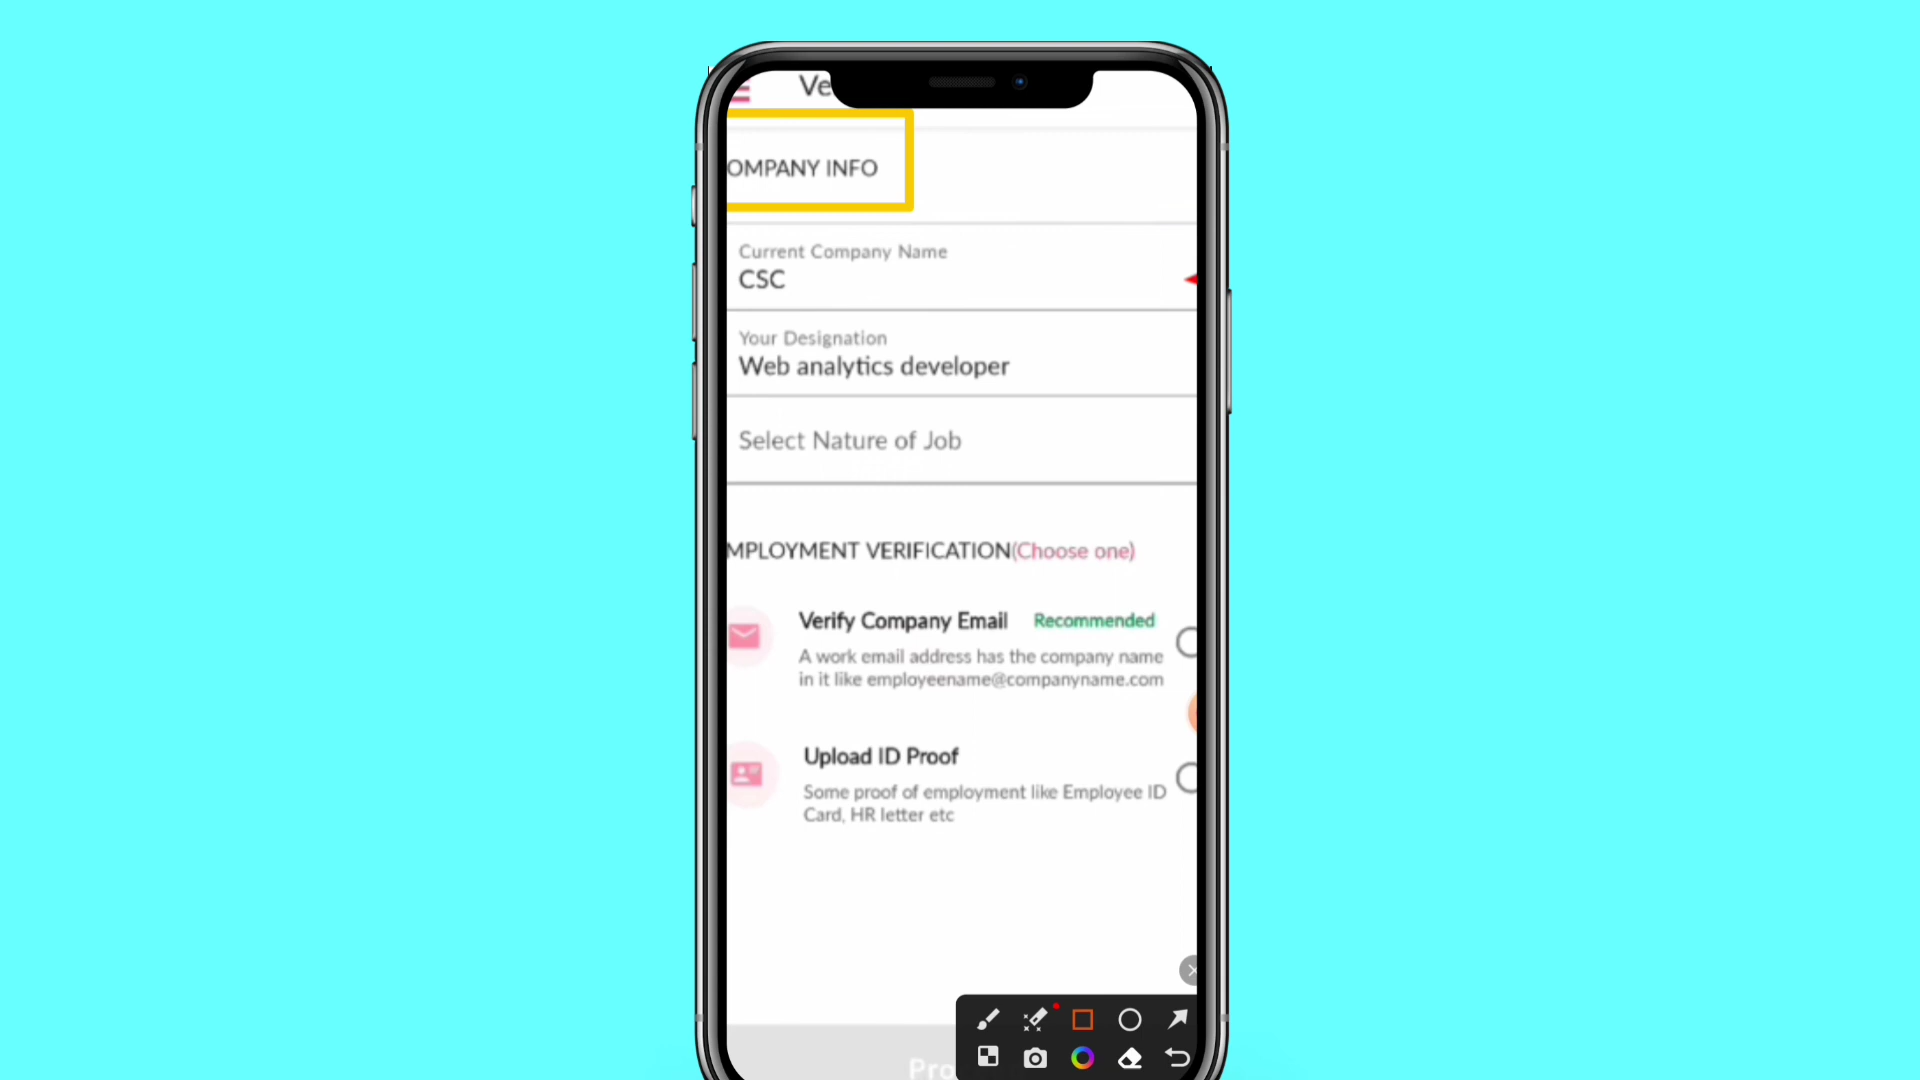 Ve
OMPANY INFO
Current Company Name
CSC
Your Designation
Web analytics developer
Select Nature of Job
MPLOYMENT VERIFICATION(Choose one)
Verify Company Email Recommended
A work email address has the company name
in it like employeename@companyname.com
Upload ID Proof
Some proof of employment like Employee ID
Card, HR letter etc
Pro